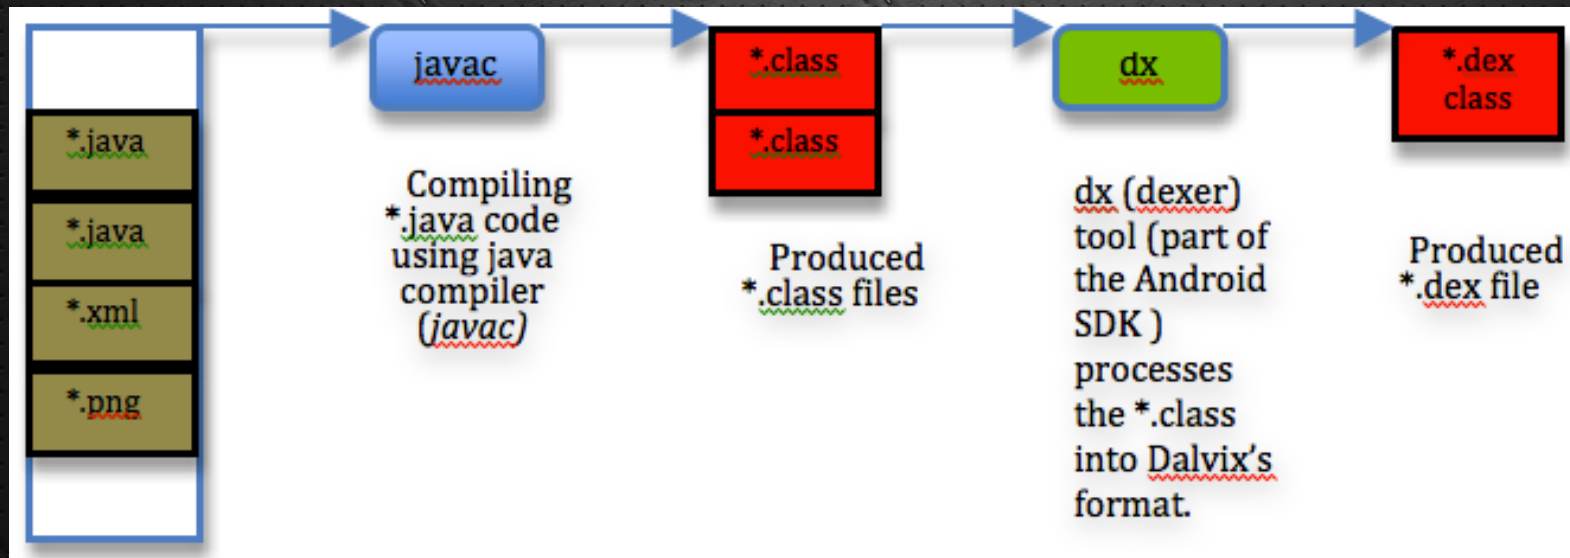 *.java
*.java
*.xml
*.png
javac
Compiling
*.java code
using java
compiler
(javac)
*.class
*.class
Produced
*.class files
dx
dx (dexer)
tool (part of
the Android
SDK )
processes
the *.class
into Dalvix's
format.
*.dex
class
Produced
*.dex file